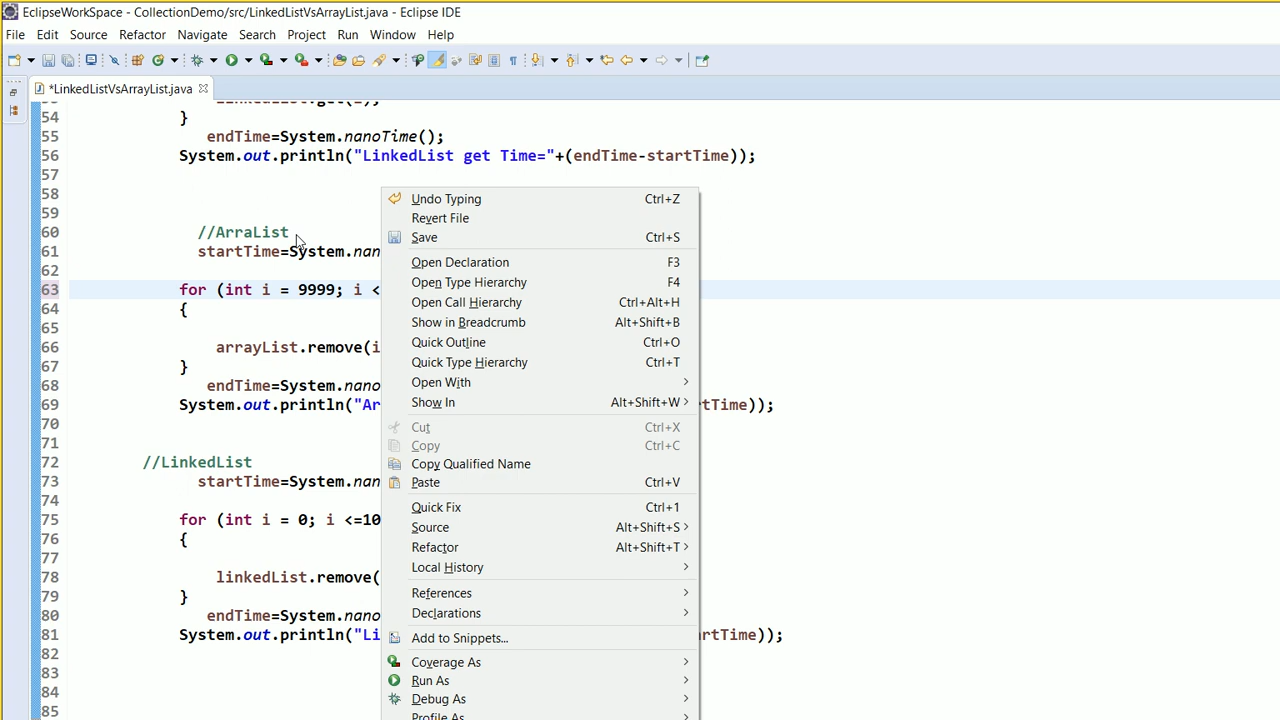 EclipseWorkSpace - CollectionDemo/src/LinkedListVsArrayList.java - Eclipse IDE
File Edit Source Refactor Navigate Search Project Run Window Help
*LinkedListVsArrayList.java
54 }
55 endTime=System.nanoTime();
56 System.out.println("LinkedList get Time="+(endTime-startTime));
57
58
59
60 //ArraList
61 startTime=System.nan
62
63 for (int i = 9999; i <
64 {
65
66 arrayList.remove(i
67 }
68 endTime=System.nano
69 System.out.println("Ar rtTime));
70
71
72 //LinkedList
73 startTime=System.nan
74
75 for (int i = 0; i <=10
76 {
77
78 linkedList.remove(
79 }
80 endTime=System.nano
81 System.out.println("Li rtTime));
82
83
84
85
Undo Typing Ctrl+Z
Revert File
Save Ctrl+S
Open Declaration F3
Open Type Hierarchy F4
Open Call Hierarchy Ctrl+Alt+H
Show in Breadcrumb Alt+Shift+B
Quick Outline Ctrl+O
Quick Type Hierarchy Ctrl+T
Open With
Show In Alt+Shift+W
Cut Ctrl+X
Copy Ctrl+C
Copy Qualified Name
Paste Ctrl+V
Quick Fix Ctrl+1
Source Alt+Shift+S
Refactor Alt+Shift+T
Local History
References
Declarations
Add to Snippets...
Coverage As
Run As
Debug As
Profile As